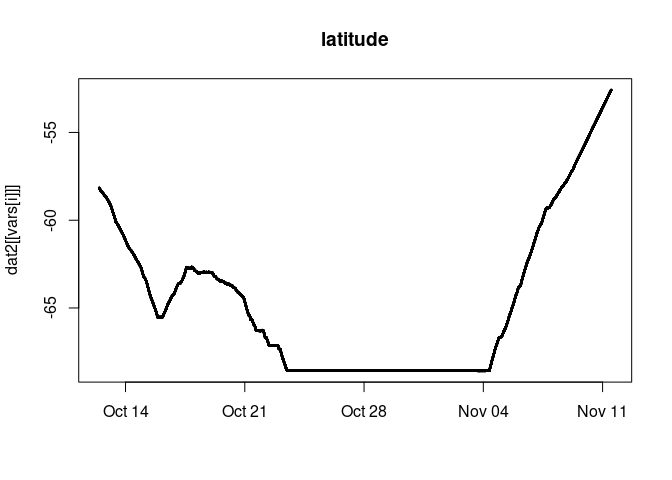 latitude
dat2[[vars[i]]]
-55
-60
-65
Oct 14
Oct 21
Oct 28
Nov 04
Nov 11